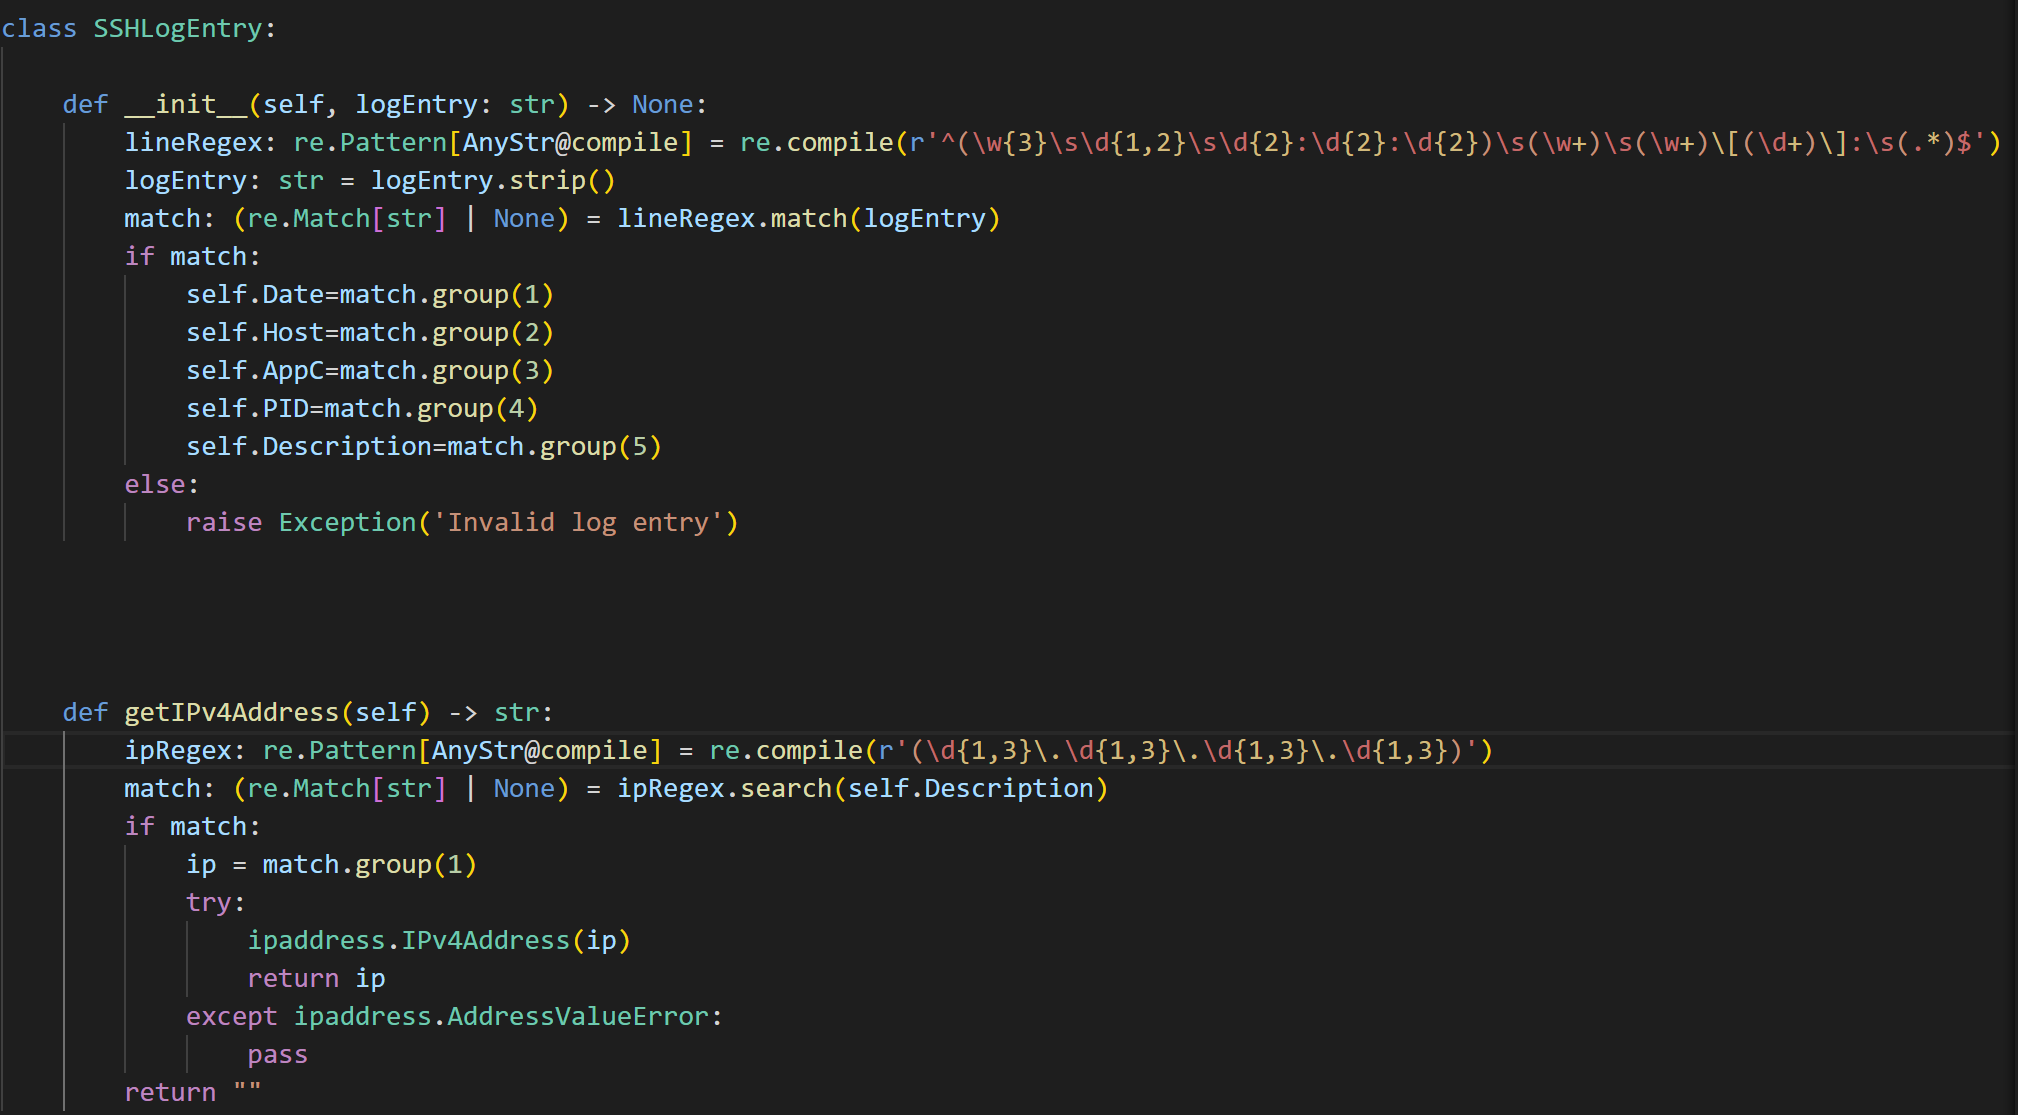 class SSHLogEntry:
    def __init__(self, logEntry: str) -> None:
        lineRegex: re.Pattern[AnyStr@compile] = re.compile(r'^(\w{3}\s\d{1,2}\s\d{2}:\d{2}:\d{2})\s(\w+)\s(\w+)\[(\d+)\]:\s(.*)$')
        logEntry: str = logEntry.strip()
        match: (re.Match[str] | None) = lineRegex.match(logEntry)
        if match:
            self.Date=match.group(1)
            self.Host=match.group(2)
            self.AppC=match.group(3)
            self.PID=match.group(4)
            self.Description=match.group(5)
        else:
            raise Exception('Invalid log entry')
    def getIPv4Address(self) -> str:
        ipRegex: re.Pattern[AnyStr@compile] = re.compile(r'(\d{1,3}\.\d{1,3}\.\d{1,3}\.\d{1,3})')
        match: (re.Match[str] | None) = ipRegex.search(self.Description)
        if match:
            ip = match.group(1)
            try:
                ipaddress.IPv4Address(ip)
                return ip
            except ipaddress.AddressValueError:
                pass
        return ""